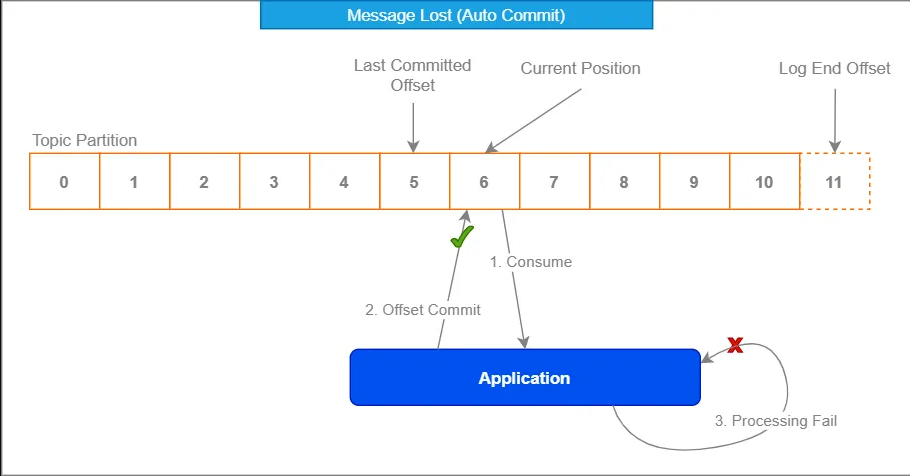 Message Lost (Auto Commit)
Last Committed
Offset
Current Position
Log End Offset
Topic Partition
0 1 2 3 4 5 6 7 8 9 10 11
1. Consume
2. Offset Commit
Application
3. Processing Fail